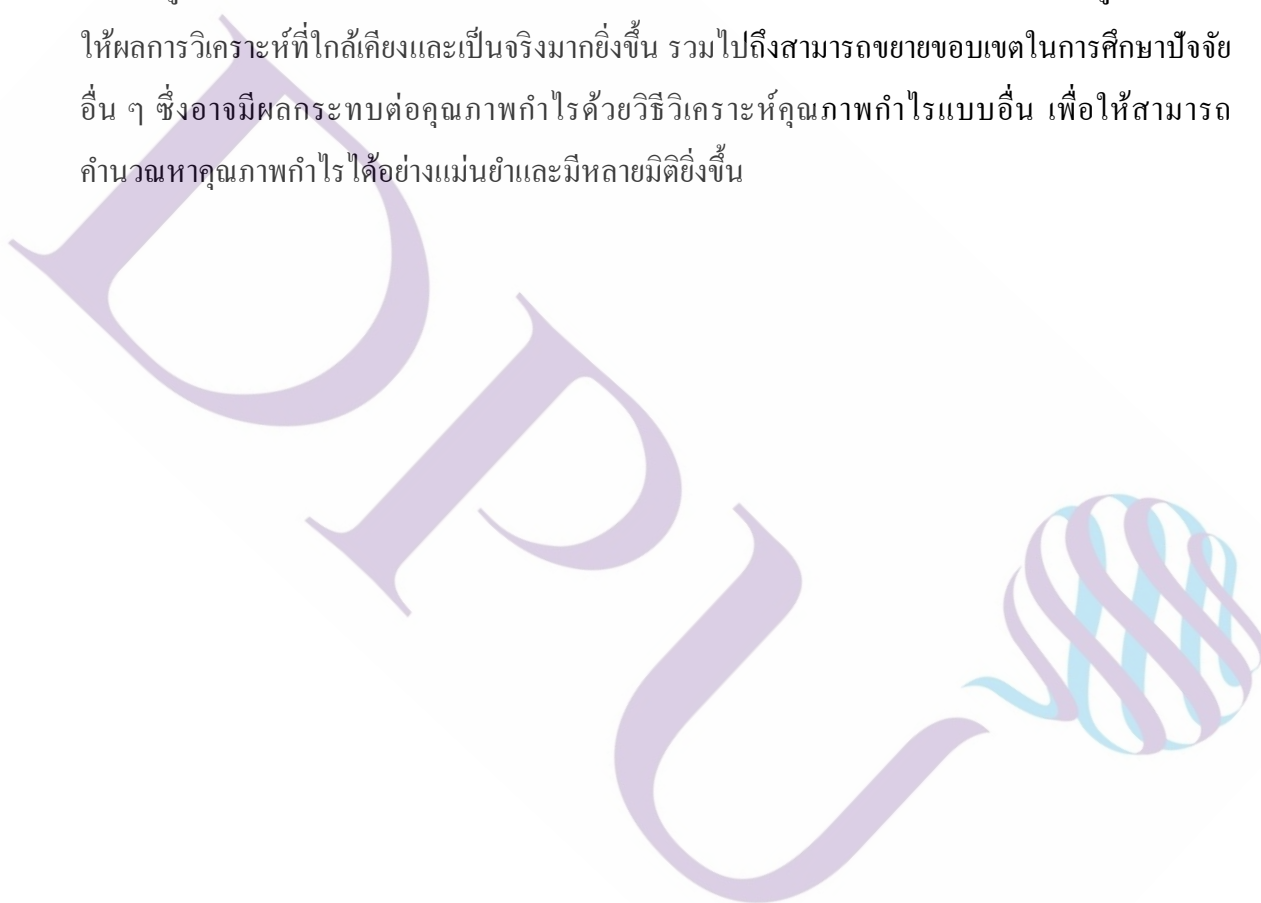 ให้ผลการวิเคราะห์ที่ใกล้เคียงและเป็นจริงมากยิ่งขึ้น รวมไปถึงสามารถขยายขอบเขตในการศึกษาปัจจัย
อื่น ๆ ซึ่งอาจมีผลกระทบต่อคุณภาพกำไรด้วยวิธีวิเคราะห์คุณภาพกำไรแบบอื่น เพื่อให้สามารถ
คำนวณหาคุณภาพกำไรได้อย่างแม่นยำและมีหลายมิติยิ่งขึ้น
DPU